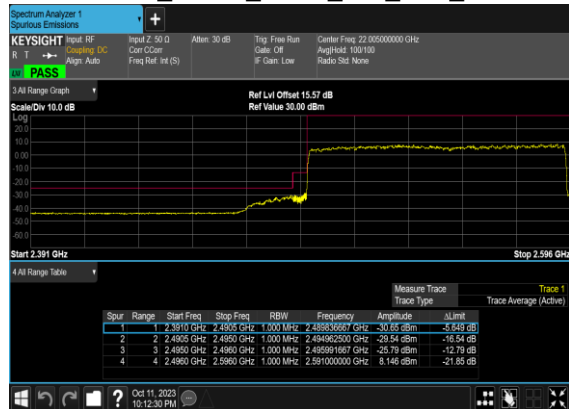 Spectrum Analyzer 1
Spurious Emissions
KEYSIGHT Input: RF Input Z: 50 Ω Atten: 30 dB Trig: Free Run Center Freq: 22.005000000 GHz
R T Coupling: DC Corr CCorr Gate: Off Avg|Hold: 100/100
Align: Auto Freq Ref: Int (S) IF Gain: Low Radio Std: None
PASS
3 All Range Graph
Ref Lvl Offset 15.57 dB
Scale/Div 10.0 dB Ref Value 30.00 dBm
Log
20.0
10.0
0.00
-10.0
-20.0
-30.0
-40.0
-50.0
-60.0
Start 2.391 GHz Stop 2.596 GHz
4 All Range Table
Measure Trace Trace 1
Trace Type Trace Average (Active)
Spur Range Start Freq Stop Freq RBW Frequency Amplitude ΔLimit
1 1 2.3910 GHz 2.4905 GHz 1.000 MHz 2.489836667 GHz -30.65 dBm -5.649 dB
2 2 2.4905 GHz 2.4950 GHz 1.000 MHz 2.494962500 GHz -29.54 dBm -16.54 dB
3 3 2.4950 GHz 2.4960 GHz 1.000 MHz 2.495991667 GHz -25.79 dBm -12.79 dB
4 4 2.4960 GHz 2.5960 GHz 1.000 MHz 2.591000000 GHz 8.146 dBm -21.85 dB
Oct 11, 2023
10:12:30 PM